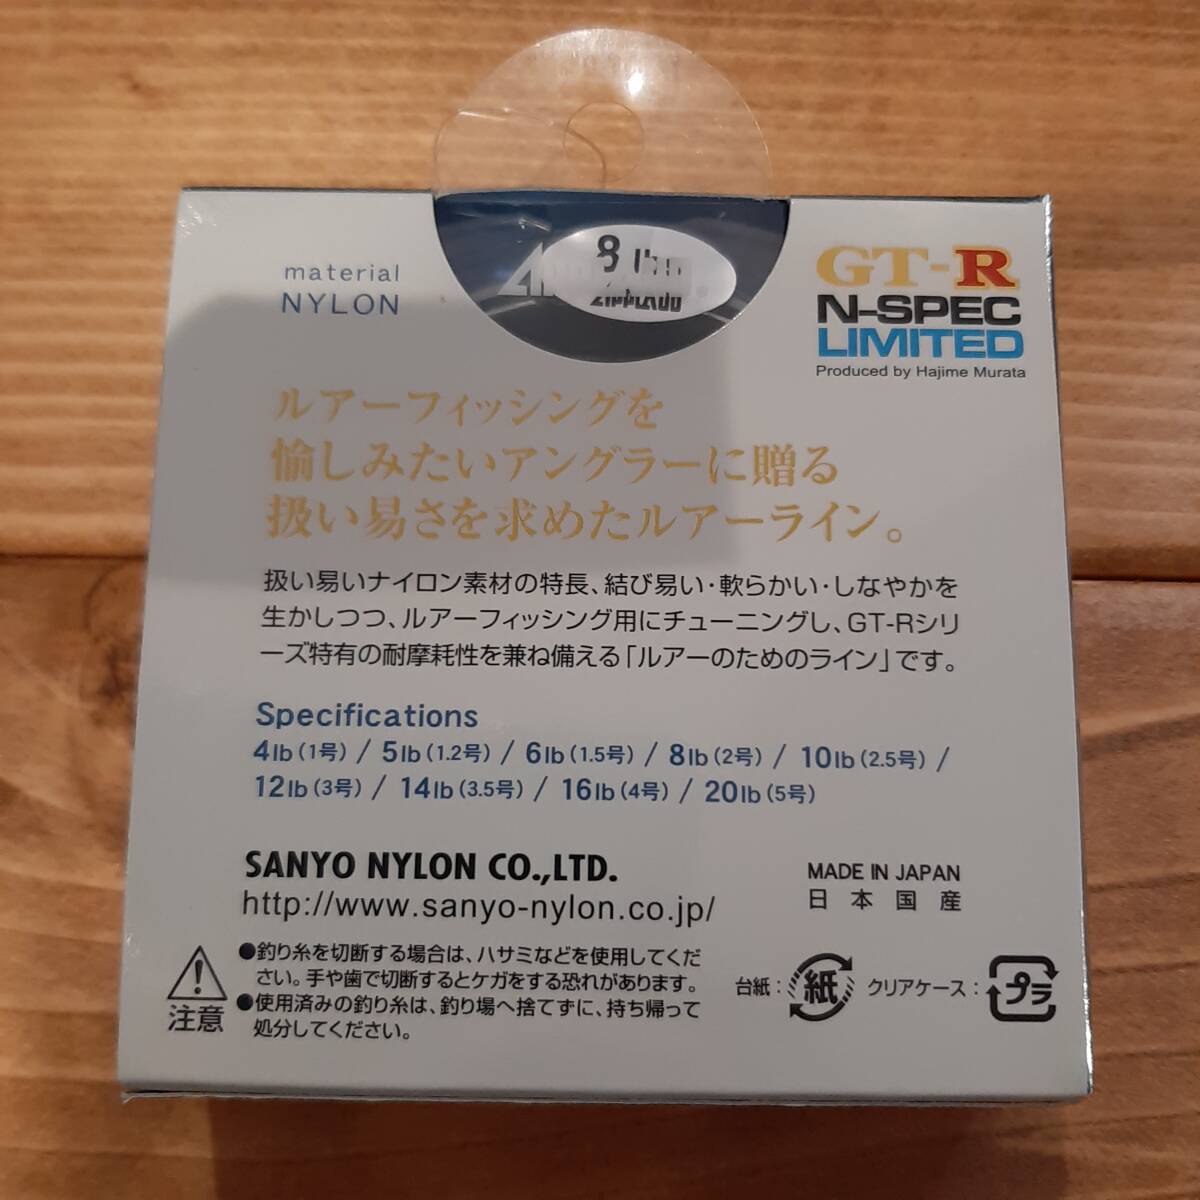 8
material
NYLON
GT-R
N-SPEC
LIMITED
Produced by Hajime Murata
ルアーフィッシングを
愉しみたいアングラーに贈る
扱い易さを求めたルアーライン。
扱い易いナイロン素材の特長、結び易い・軟らかい・しなやかを
生かしつつ、ルアーフィッシング用にチューニングし、GT-Rシリ
ーズ特有の耐摩耗性を兼ね備える「ルアーのためのライン」です。
Specifications
4lb(1号) / 5lb(1.2号) / 6lb(1.5号) / 8lb(2号) / 10lb(2.5号) /
12lb(3号) / 14lb(3.5号) / 16lb(4号) / 20lb(5号)
SANYO NYLON CO.,LTD.
http://www.sanyo-nylon.co.jp/
MADE IN JAPAN
日本国産
注意
●釣り糸を切断する場合は、ハサミなどを使用してくだ
さい。手や歯で切断するとケガをする恐れがあります。
●使用済みの釣り糸は、釣り場へ捨てずに、持ち帰って
処分してください。
台紙：紙 クリアケース：プラ